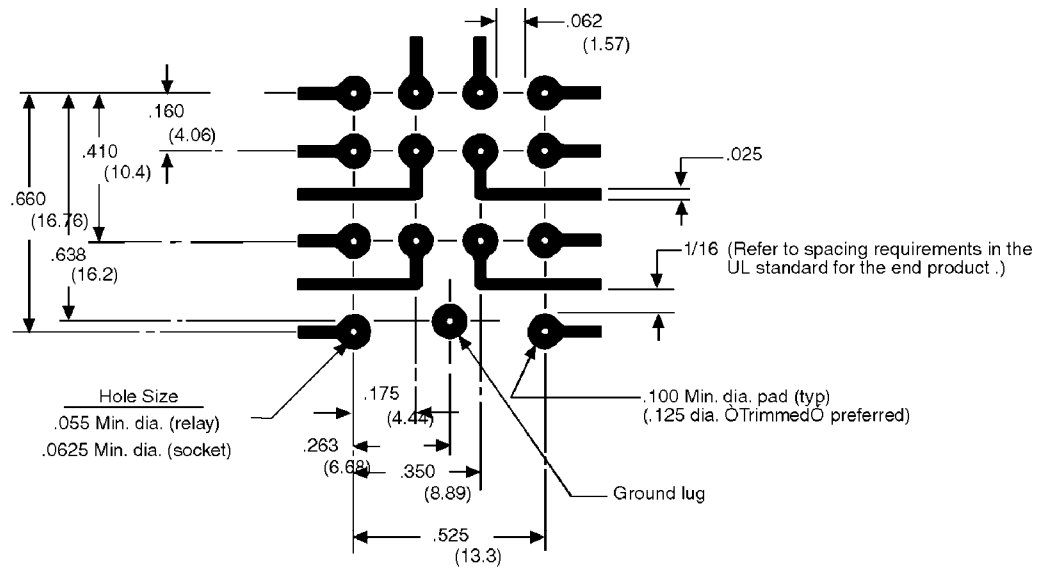 .062
(1.57)
.160
(4.06)
.410
(10.4)
.025
.660
(16.76)
.638
(16.2)
1/16 (Refer to spacing requirements in the
UL standard for the end product .)
Hole Size
.055 Min. dia. (relay)
.0625 Min. dia. (socket)
.175
(4.44)
.100 Min. dia. pad (typ)
(.125 dia. ÒTrimmedÓ preferred)
.263
(6.68)
.350
(8.89)
Ground lug
.525
(13.3)